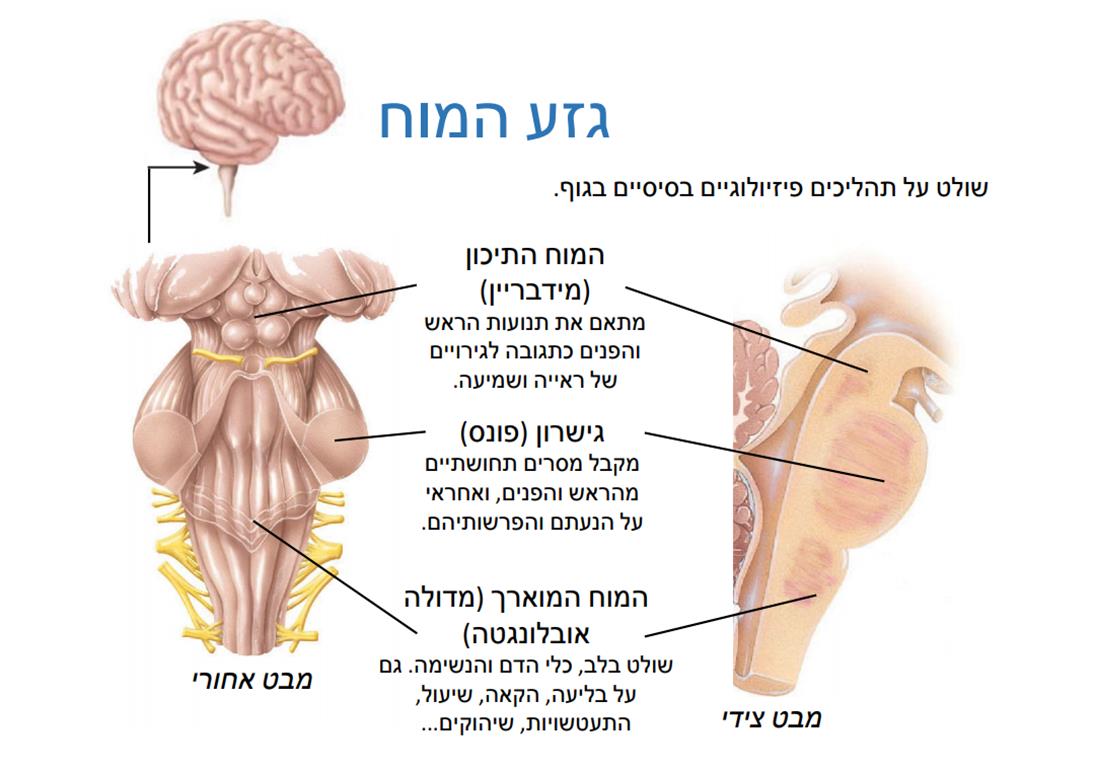 גזע המוח
שולט על תהליכים פיזיולוגיים בסיסיים בגוף.
המוח התיכון
(מידבריין)
מתאם את תנועות הראש
והפנים כתגובה לגירויים
של ראייה ושמיעה.
גישרון (פונס)
מקבל מסרים תחושתיים
מהראש והפנים, ואחראי
על הנעתם והפרשותיהם.
המוח המוארך (מדולה
אובלונגטה)
שולט בלב, כלי הדם והנשימה. גם
על בליעה, הקאה, שיעול,
התעטשויות, שיהוקים...
מבט אחורי
מבט צידי